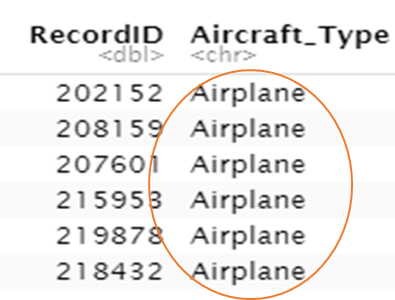 RecordID Aircraft_Type
<dbl> <chr>
202152 Airplane
208159 Airplane
207601 Airplane
215953 Airplane
219878 Airplane
218432 Airplane